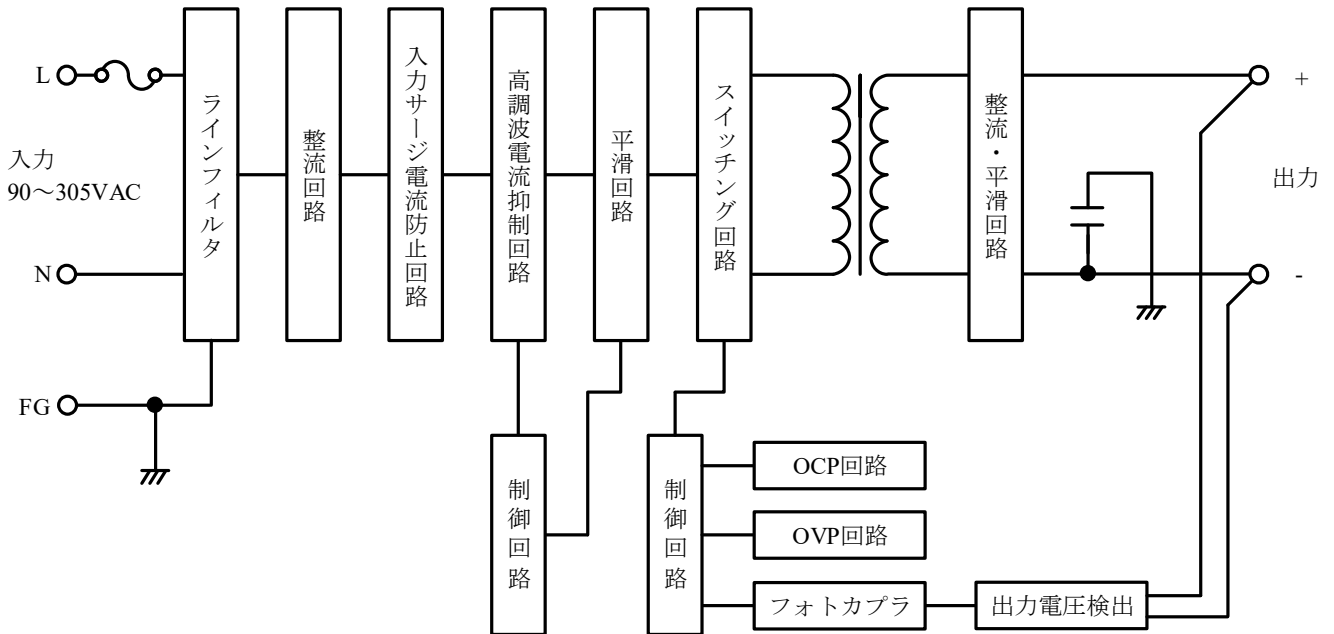 L
入力
90～305VAC
N
FG
ラインフィルタ
整流回路
入力サージ電流防止回路
高調波電流抑制回路
平滑回路
スイッチング回路
整流・平滑回路
+
出力
-
制御回路
制御回路
OCP回路
OVP回路
フォトカプラ
出力電圧検出